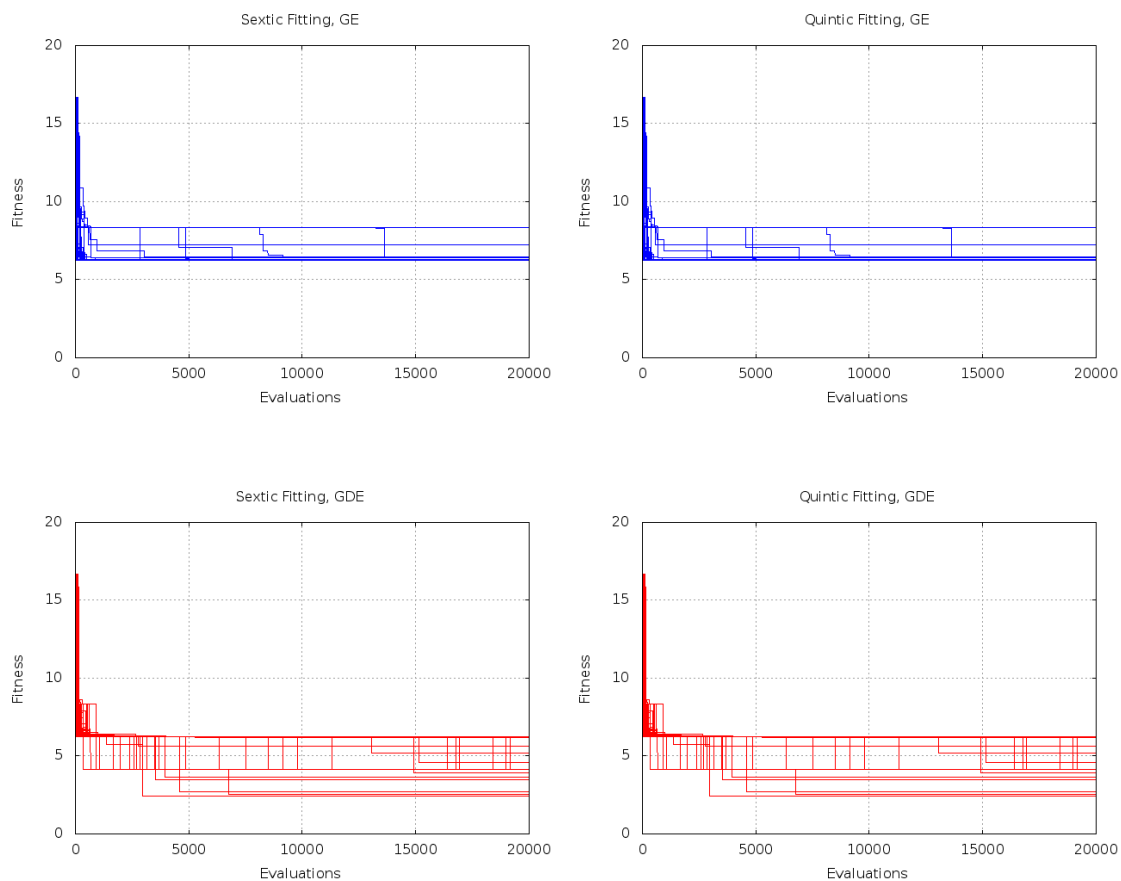 Sextic Fitting, GE
20
15
10
5
0
Fitness
0 5000 10000 15000 20000
Evaluations
Quintic Fitting, GE
20
15
10
5
0
Fitness
0 5000 10000 15000 20000
Evaluations
Sextic Fitting, GDE
20
15
10
5
0
Fitness
0 5000 10000 15000 20000
Evaluations
Quintic Fitting, GDE
20
15
10
5
0
Fitness
0 5000 10000 15000 20000
Evaluations